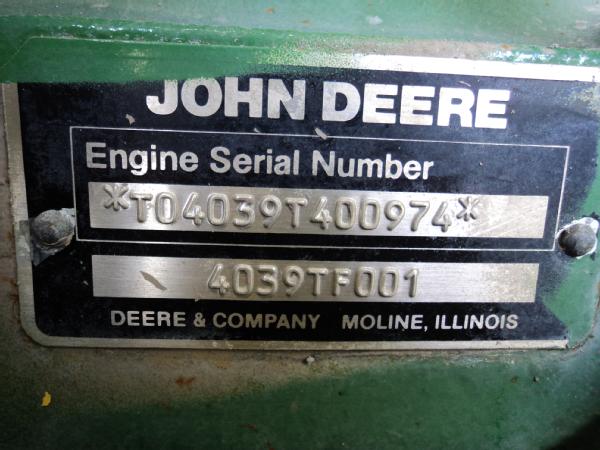 JOHN DEERE
Engine Serial Number
*T04039T400974*
4039TF001
DEERE & COMPANY MOLINE, ILLINOIS